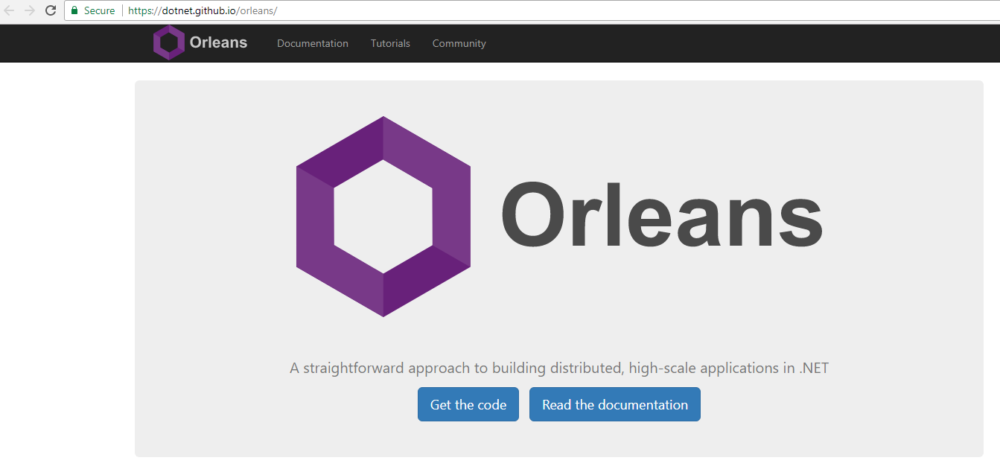 Secure https://dotnet.github.io/orleans/
Orleans Documentation Tutorials Community
Orleans
A straightforward approach to building distributed, high-scale applications in .NET
Get the code Read the documentation